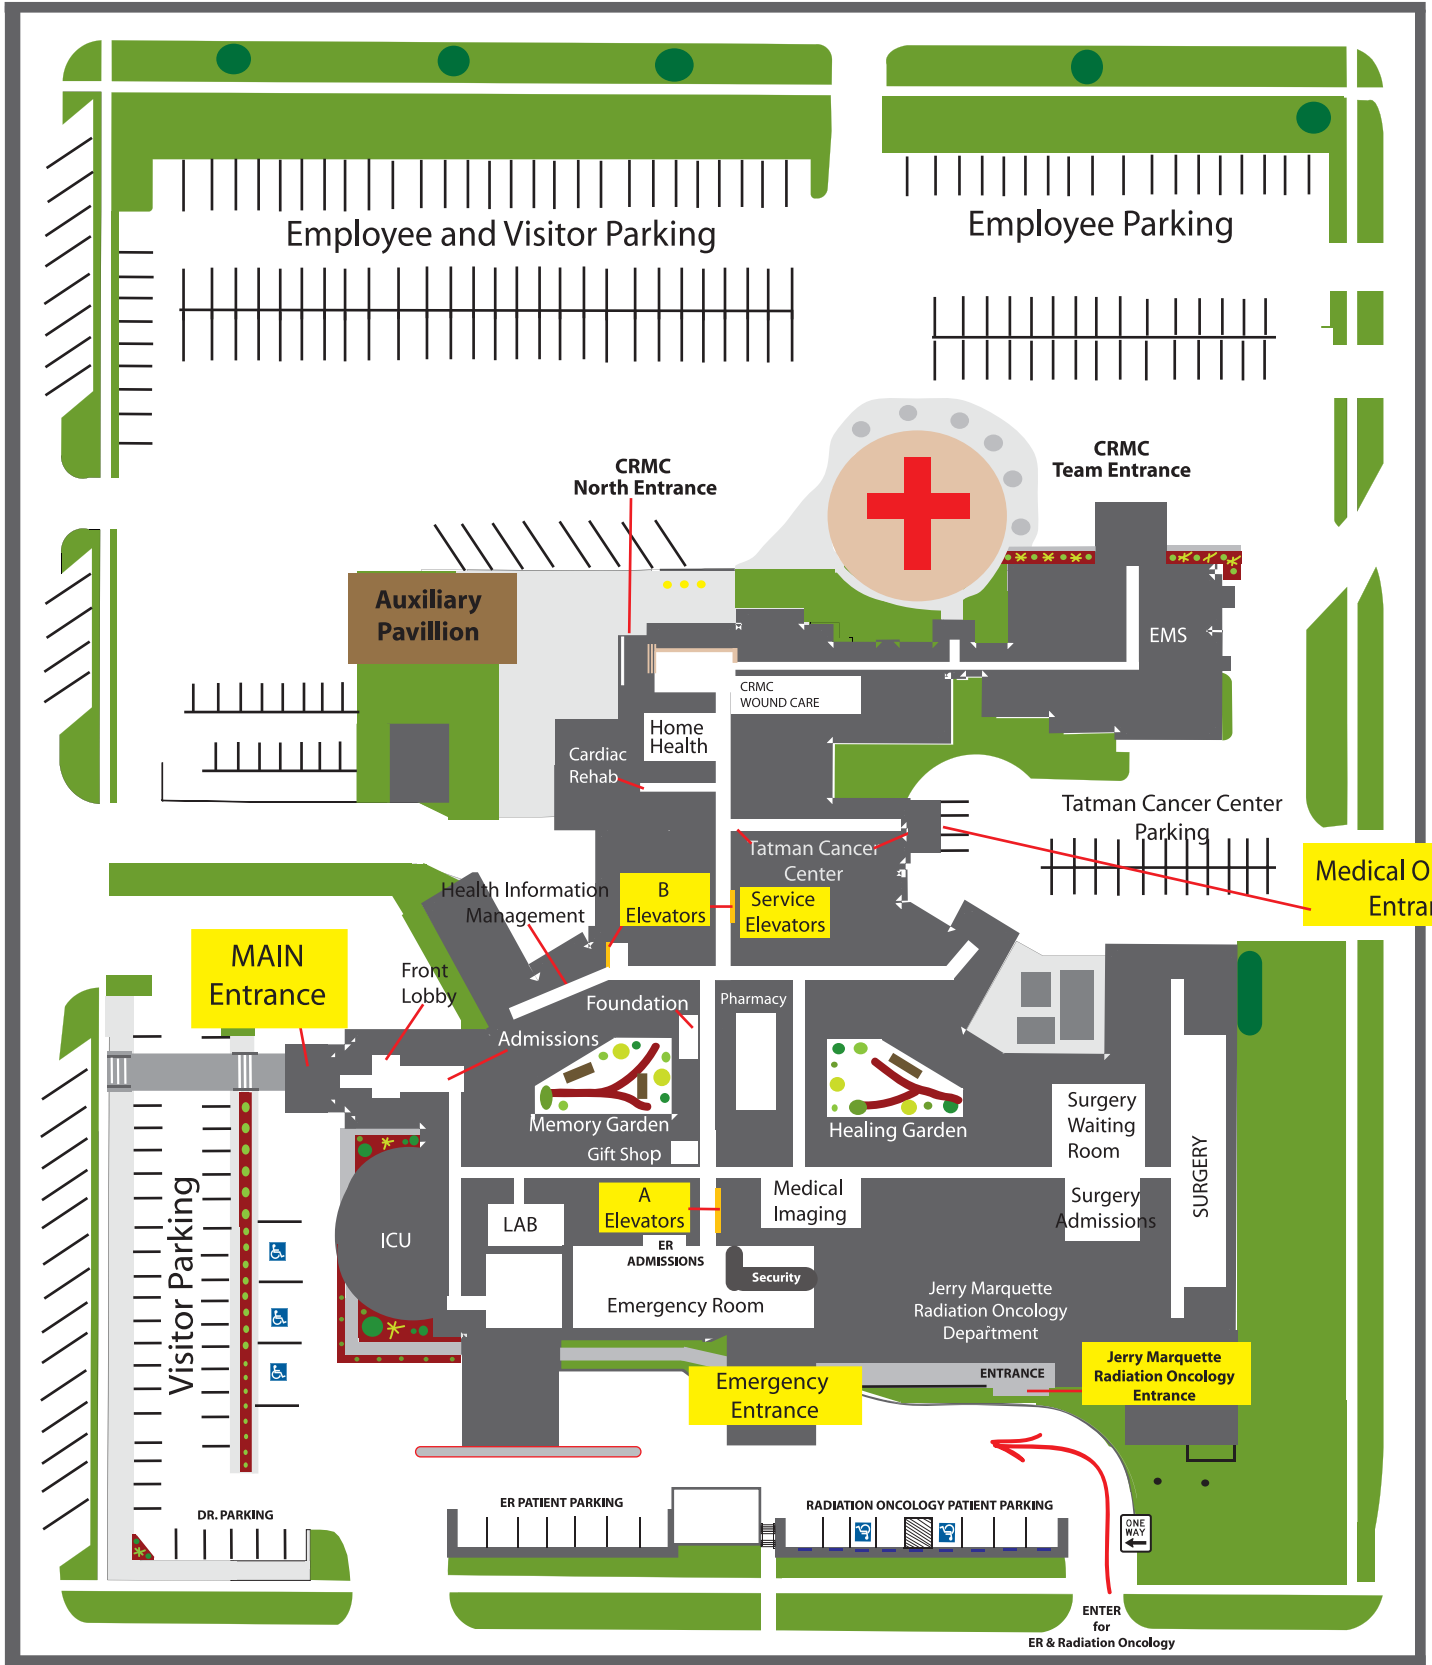 Employee and Visitor Parking
Employee Parking
CRMC
North Entrance
CRMC
Team Entrance
Auxiliary
Pavillion
EMS
CRMC
WOUND CARE
Home
Health
Cardiac
Rehab
Tatman Cancer Center
Parking
Tatman Cancer
Center
Medical O
Entra
Health Information
Management
B
Elevators
Service
Elevators
MAIN
Entrance
Front
Lobby
Foundation
Pharmacy
Admissions
Memory Garden
Healing Garden
Gift Shop
Surgery
Waiting
Room
SURGERY
Surgery
Admissions
A
Elevators
Medical
Imaging
LAB
ICU
ER
ADMISSIONS
Security
Emergency Room
Visitor Parking
Jerry Marquette
Radiation Oncology
Department
ENTRANCE
Jerry Marquette
Radiation Oncology
Entrance
Emergency
Entrance
DR. PARKING
ER PATIENT PARKING
RADIATION ONCOLOGY PATIENT PARKING
ONE
WAY
ENTER
for
ER & Radiation Oncology